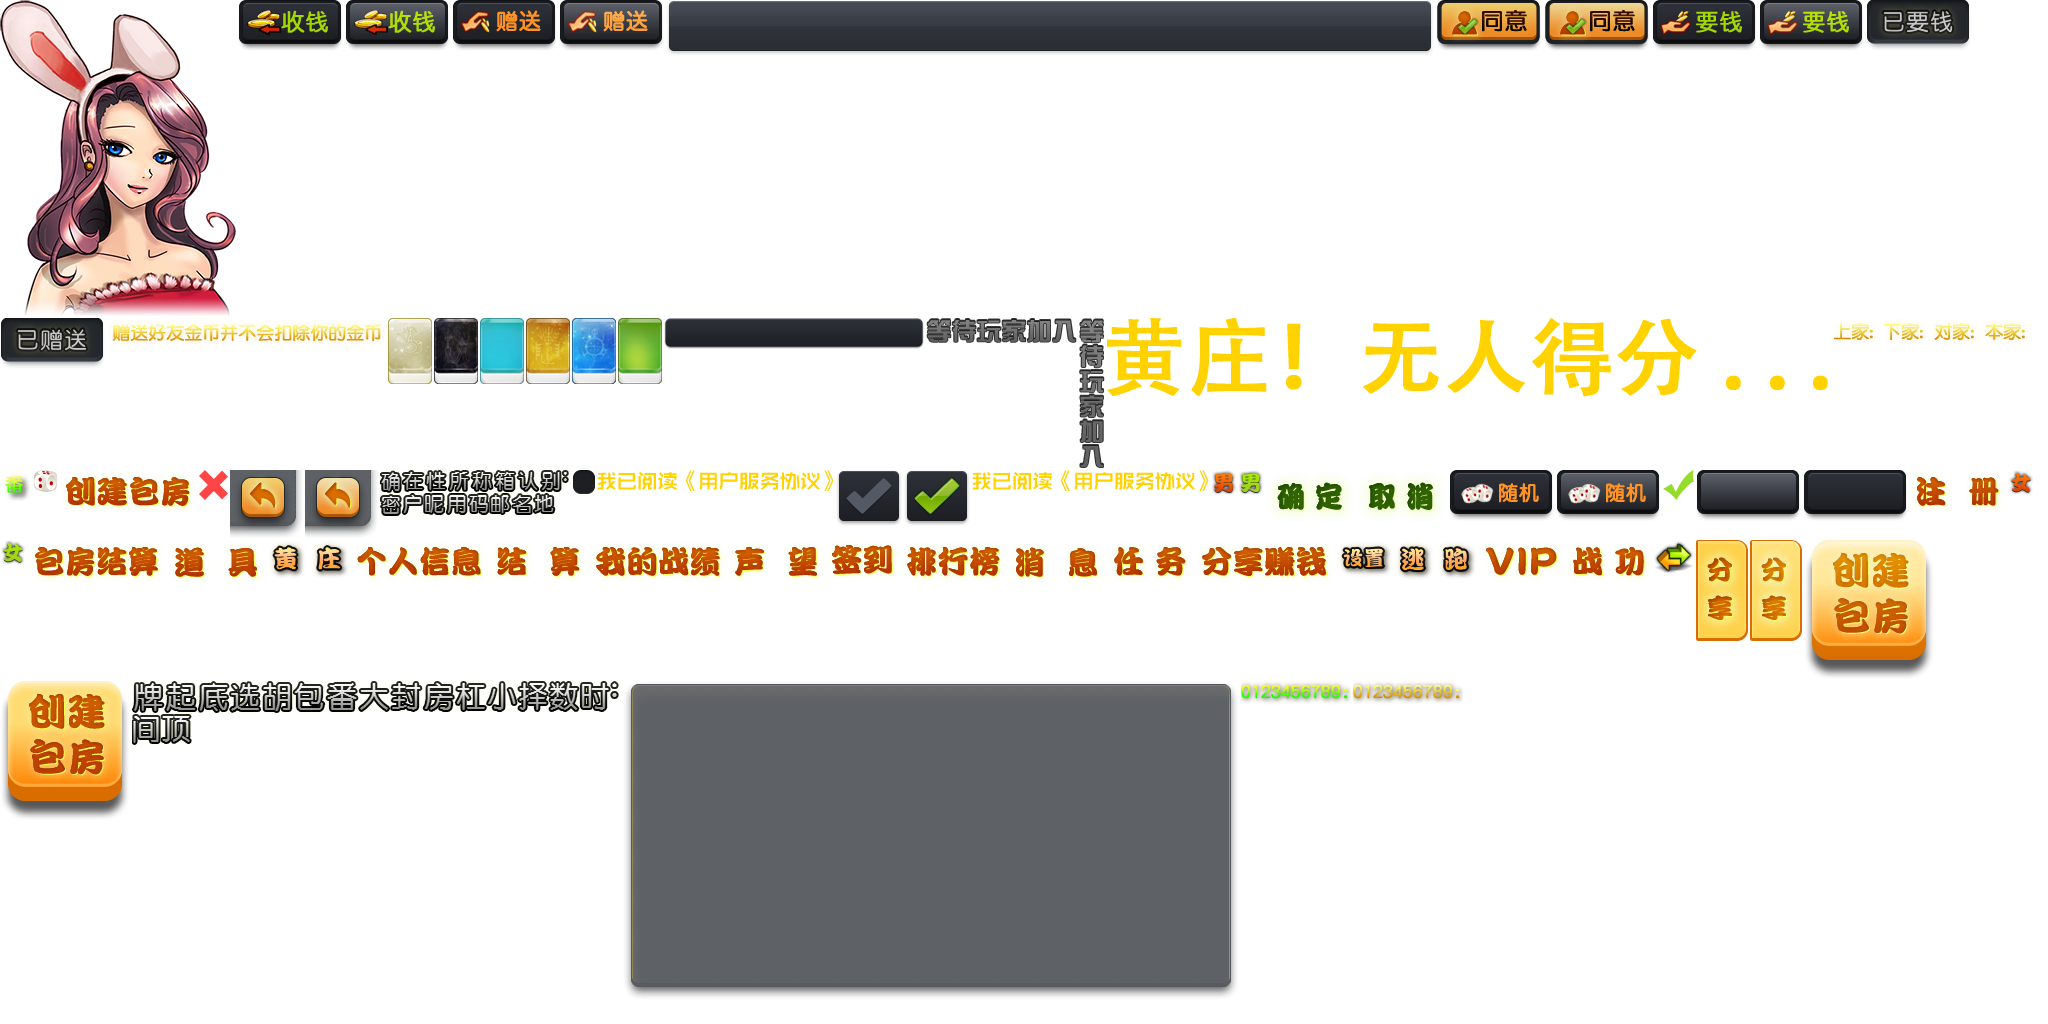 收钱 收钱 赠送 赠送 同意 同意 要钱 要钱 已要钱
已赠送 赠送好友金币并不会扣除你的金币 等待玩家加入 等待玩家加入 黄庄！无人得分... 上家: 下家: 对家: 本家:
番 创建包房 确在性所称箱认别: 我已阅读《用户服务协议》 我已阅读《用户服务协议》 男 男 确定 取消 随机 随机 注册 女
密户昵用码邮名地
女 包房结算 道具 黄庄 个人信息 结算 我的战绩 声望 签到 排行榜 消息 任务 分享赚钱 设置 逃跑 VIP 战功 分享 分享 创建包房
创建包房 牌起底选胡包番大封房杠小择数时: 0123456789: 0123456789:
间顶